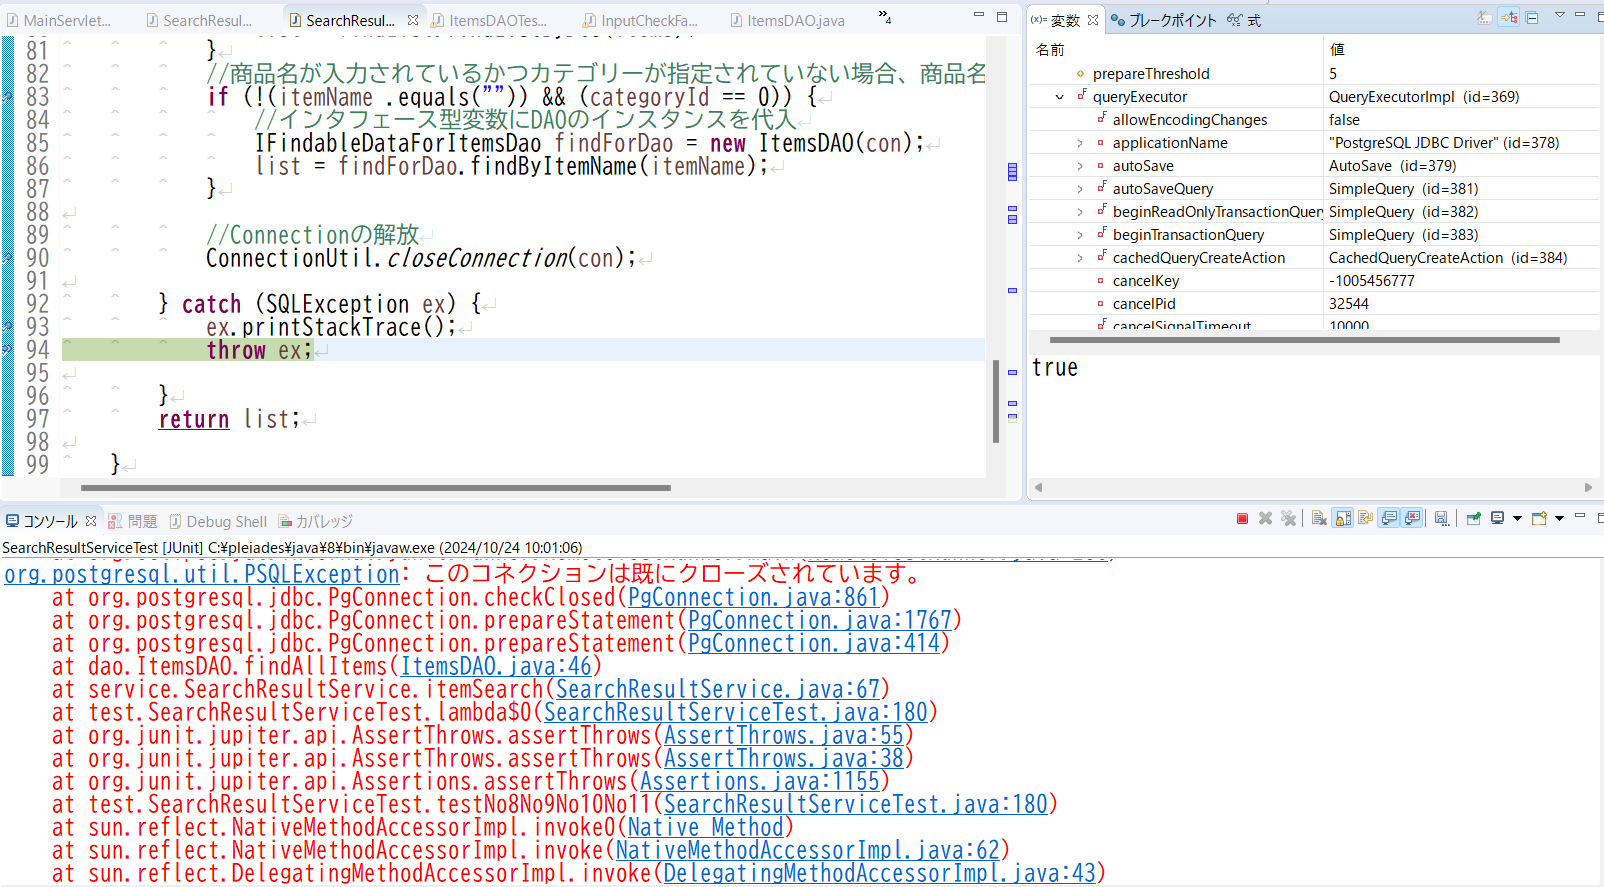 MainServlet...
SearchResul...
SearchResul...
ItemsDAOTes...
InputCheckFa...
ItemsDAO.java
»4
81 }
82 //商品名が入力されているかつカテゴリーが指定されていない場合、商品名
83 if (!(itemName .equals("")) && (categoryId == 0)) {
84 //インタフェース型変数にDAOのインスタンスを代入
85 IFindableDataForItemsDao findForDao = new ItemsDAO(con);
86 list = findForDao.findByItemName(itemName);
87 }
88
89 //Connectionの解放
90 ConnectionUtil.closeConnection(con);
91
92 } catch (SQLException ex) {
93 ex.printStackTrace();
94 throw ex;
95
96 }
97 return list;
98
99 }
(x)= 変数
ブレークポイント
式
名前 値
prepareThreshold 5
queryExecutor QueryExecutorImpl (id=369)
allowEncodingChanges false
applicationName "PostgreSQL JDBC Driver" (id=378)
autoSave AutoSave (id=379)
autoSaveQuery SimpleQuery (id=381)
beginReadOnlyTransactionQuery SimpleQuery (id=382)
beginTransactionQuery SimpleQuery (id=383)
cachedQueryCreateAction CachedQueryCreateAction (id=384)
cancelKey -1005456777
cancelPid 32544
cancelSignalTimeout 10000
true
コンソール
問題
Debug Shell
カバレッジ
SearchResultServiceTest [JUnit] C:¥pleiades¥java¥8¥bin¥javaw.exe (2024/10/24 10:01:06)
org.postgresql.util.PSQLException: このコネクションは既にクローズされています。
at org.postgresql.jdbc.PgConnection.checkClosed(PgConnection.java:861)
at org.postgresql.jdbc.PgConnection.prepareStatement(PgConnection.java:1767)
at org.postgresql.jdbc.PgConnection.prepareStatement(PgConnection.java:414)
at dao.ItemsDAO.findAllItems(ItemsDAO.java:46)
at service.SearchResultService.itemSearch(SearchResultService.java:67)
at test.SearchResultServiceTest.lambda$0(SearchResultServiceTest.java:180)
at org.junit.jupiter.api.AssertThrows.assertThrows(AssertThrows.java:55)
at org.junit.jupiter.api.AssertThrows.assertThrows(AssertThrows.java:38)
at org.junit.jupiter.api.Assertions.assertThrows(Assertions.java:1155)
at test.SearchResultServiceTest.testNo8No9No10No11(SearchResultServiceTest.java:180)
at sun.reflect.NativeMethodAccessorImpl.invoke0(Native Method)
at sun.reflect.NativeMethodAccessorImpl.invoke(NativeMethodAccessorImpl.java:62)
at sun.reflect.DelegatingMethodAccessorImpl.invoke(DelegatingMethodAccessorImpl.java:43)